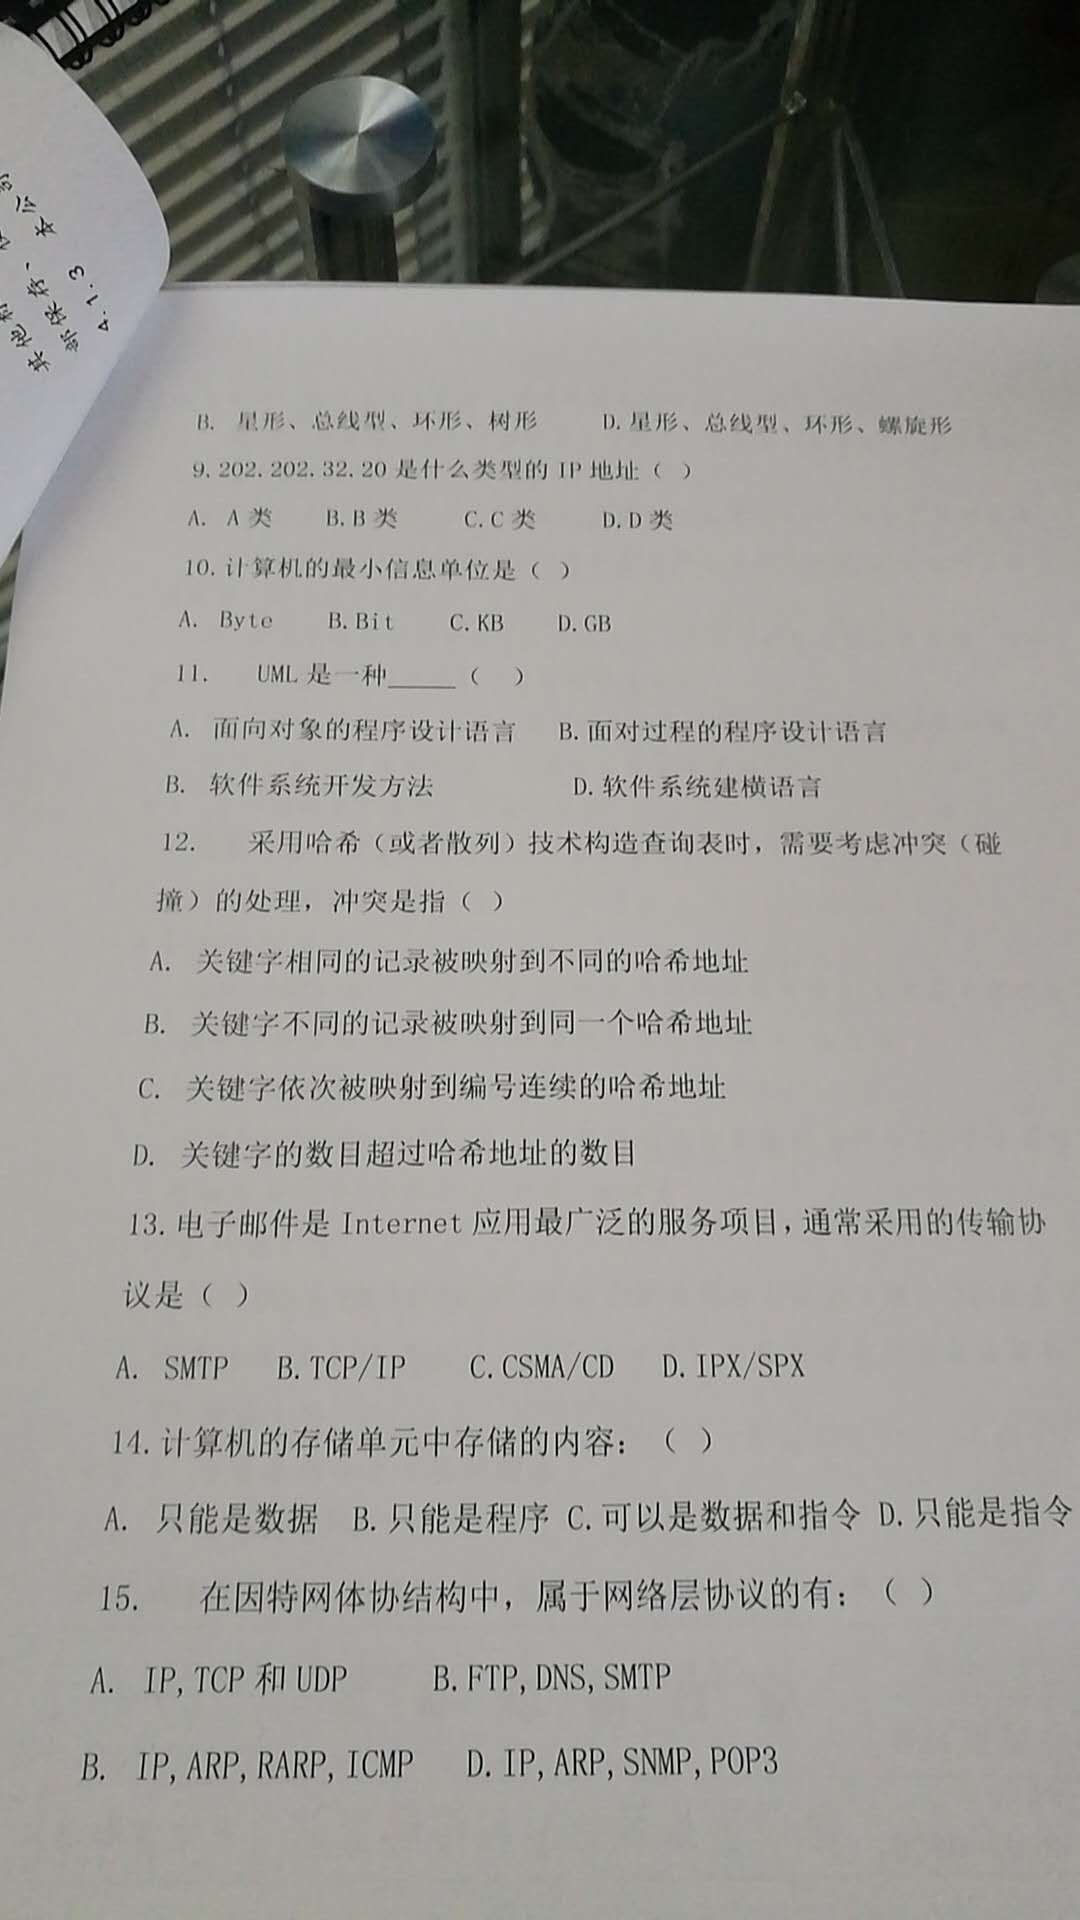 4.1.3 本公
部保存、
其他
B. 星形、总线型、环形、树形 D.星形、总线型、环形、螺旋形
9.202.202.32.20 是什么类型的 IP 地址（ ）
A. A 类 B.B 类 C.C 类 D.D 类
10.计算机的最小信息单位是（ ）
A. Byte B.Bit C.KB D.GB
11. UML 是一种_____（ ）
A. 面向对象的程序设计语言 B.面对过程的程序设计语言
B. 软件系统开发方法 D.软件系统建横语言
12. 采用哈希（或者散列）技术构造查询表时，需要考虑冲突（碰
撞）的处理，冲突是指（ ）
A. 关键字相同的记录被映射到不同的哈希地址
B. 关键字不同的记录被映射到同一个哈希地址
C. 关键字依次被映射到编号连续的哈希地址
D. 关键字的数目超过哈希地址的数目
13.电子邮件是 Internet 应用最广泛的服务项目,通常采用的传输协
议是（ ）
A. SMTP B.TCP/IP C.CSMA/CD D.IPX/SPX
14.计算机的存储单元中存储的内容：（ ）
A. 只能是数据 B.只能是程序 C.可以是数据和指令 D.只能是指令
15. 在因特网体协结构中，属于网络层协议的有：（ ）
A. IP,TCP 和 UDP B.FTP,DNS,SMTP
B. IP,ARP,RARP,ICMP D.IP,ARP,SNMP,POP3